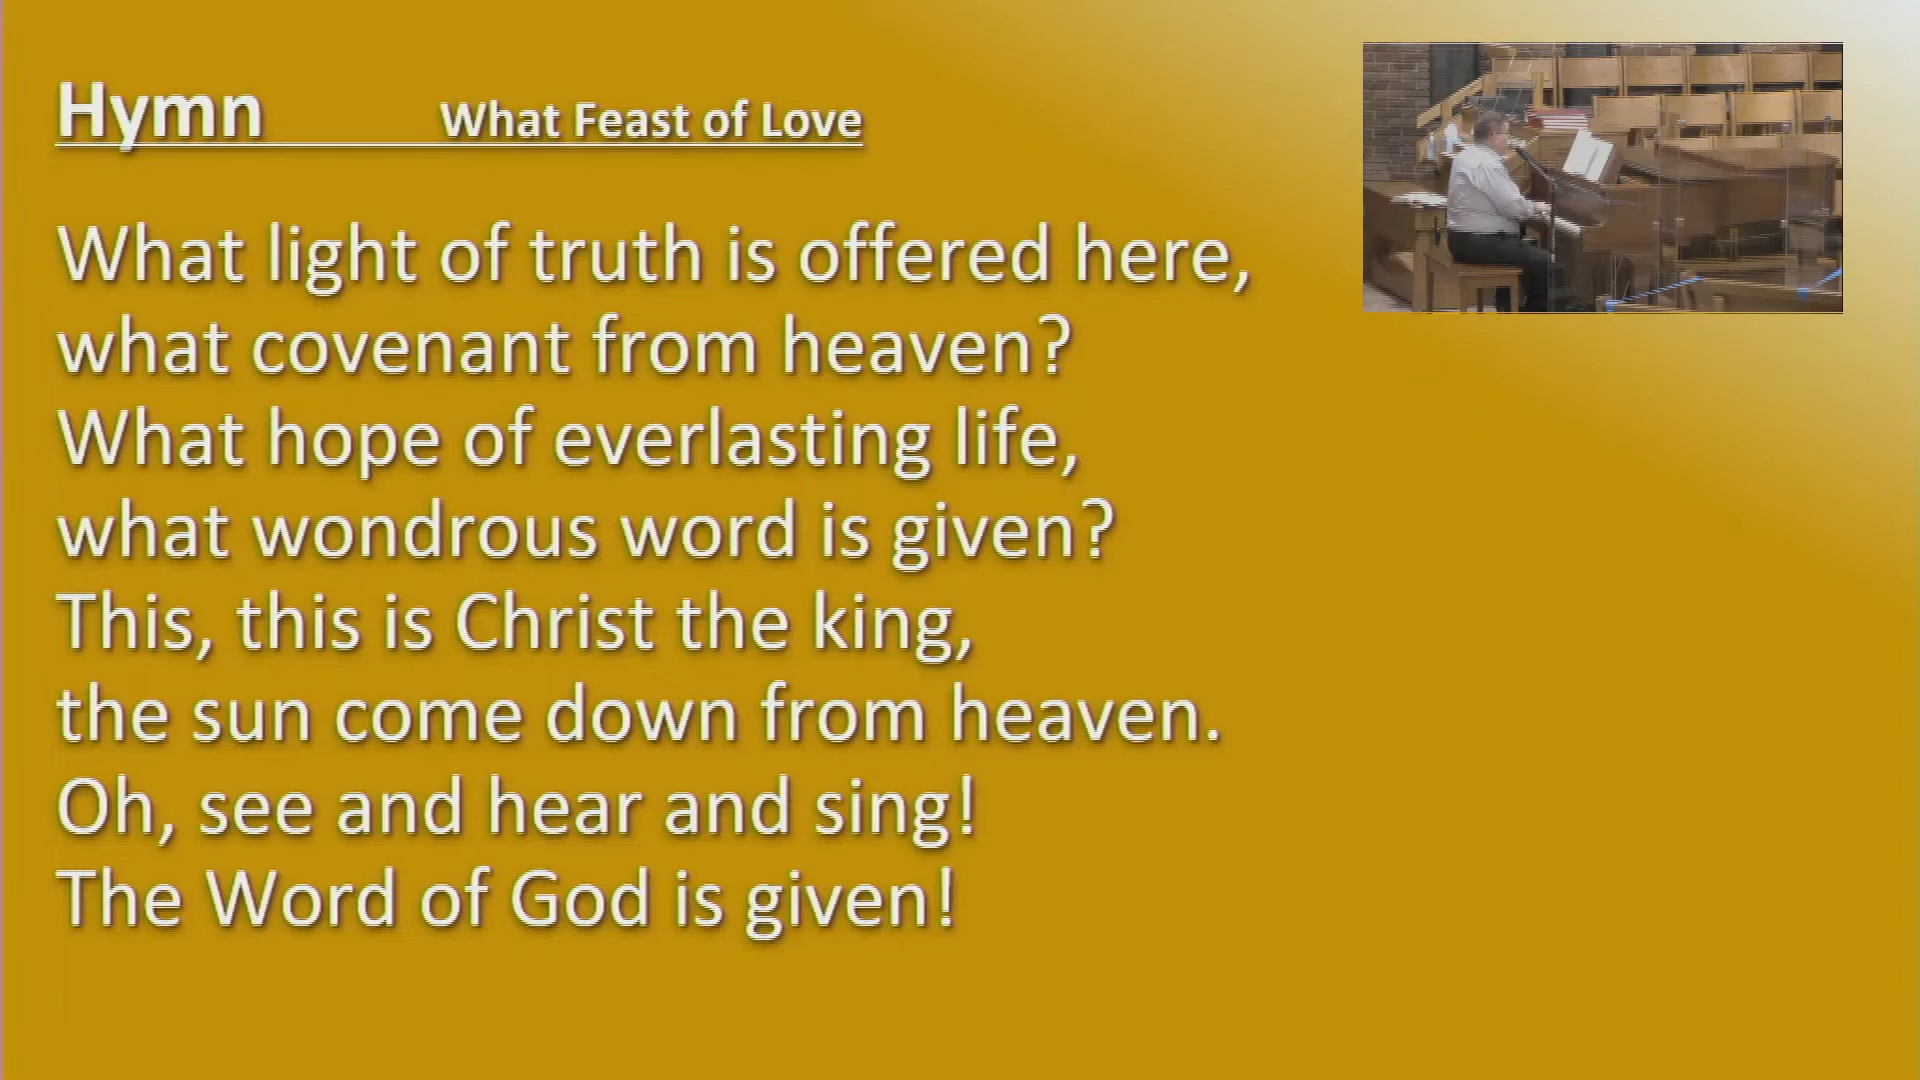 Hymn What Feast of Love
What light of truth is offered here,
what covenant from heaven?
What hope of everlasting life,
what wondrous word is given?
This, this is Christ the king,
the sun come down from heaven.
Oh, see and hear and sing!
The Word of God is given!